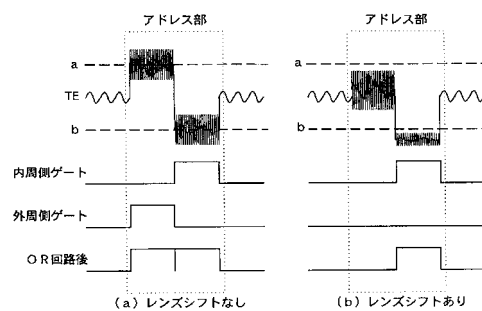 アドレス部
アドレス部
a
a
TE
TE
b
b
内周側ゲート
外周側ゲート
OR回路後
(a)レンズシフトなし
(b)レンズシフトあり